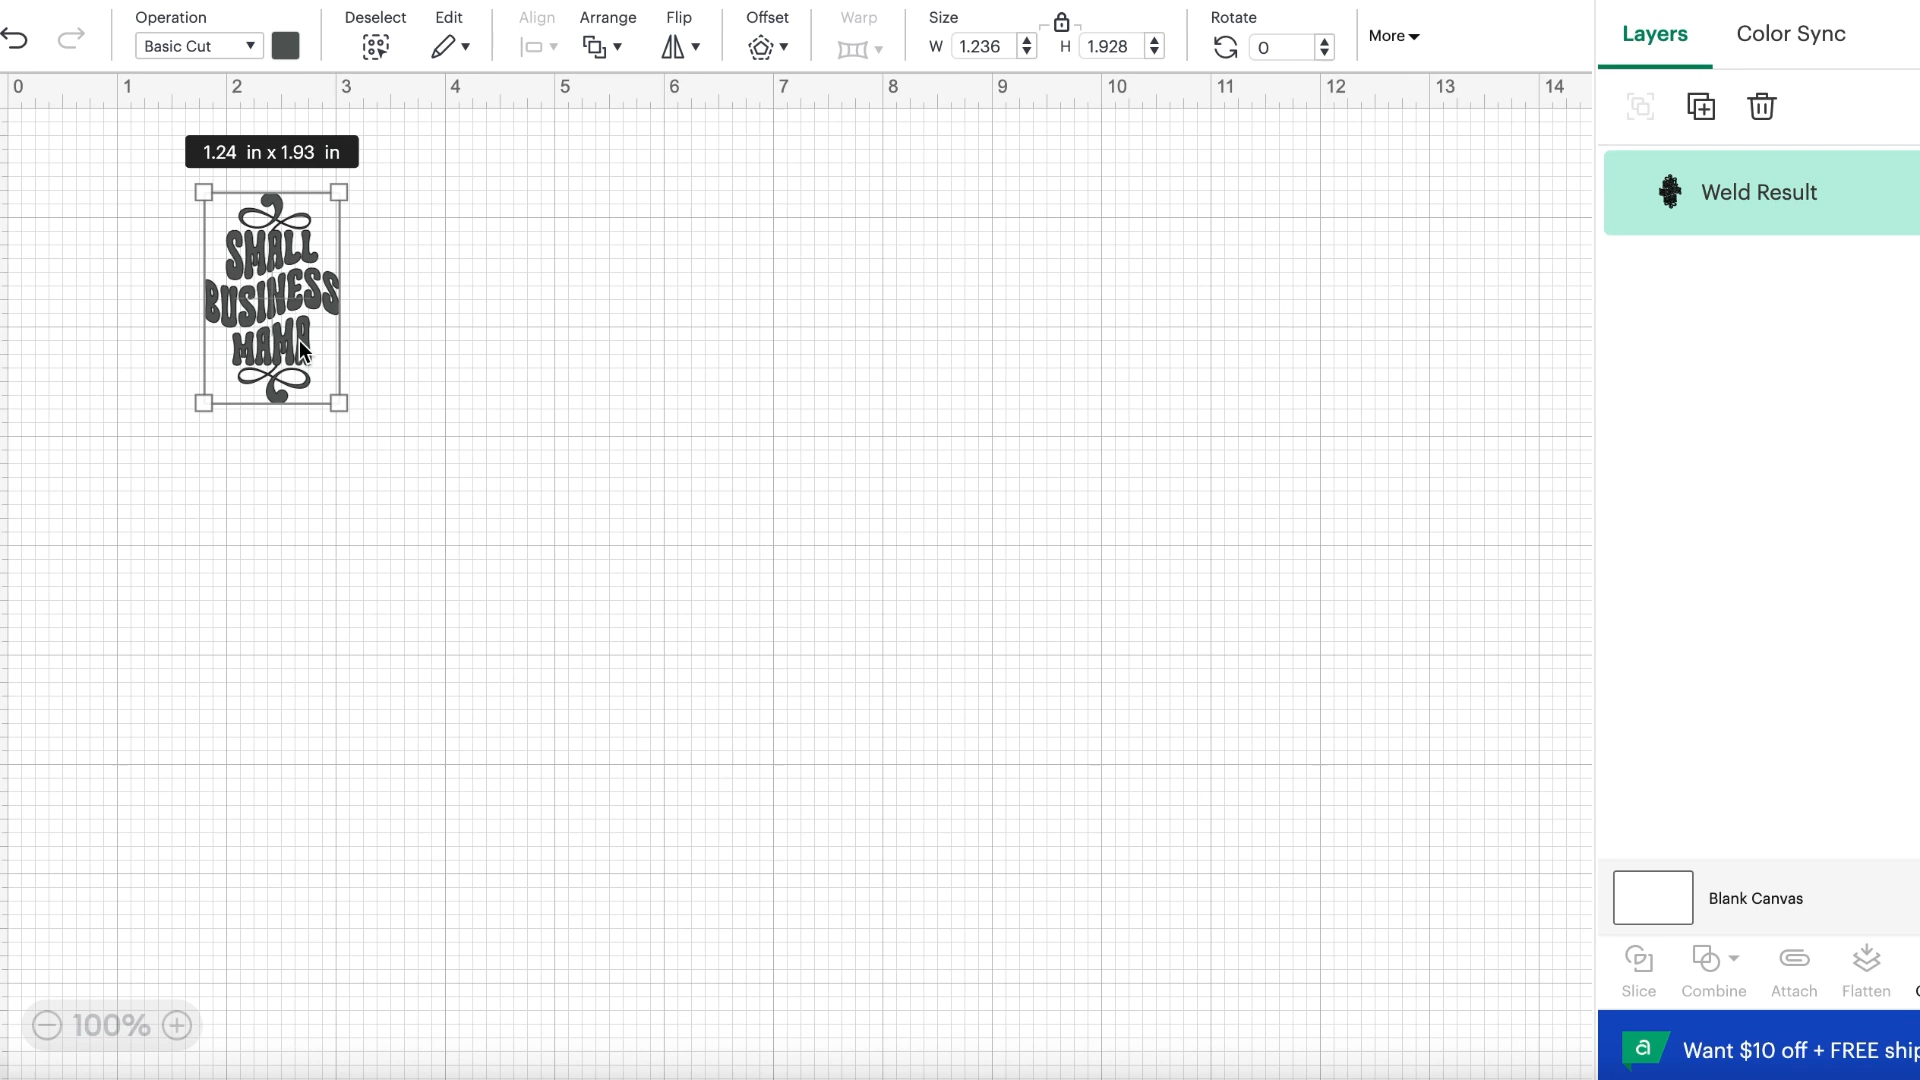 Operation Deselect Edit Align Arrange Flip Offset Warp Size Rotate
Basic Cut W 1.236 H 1.928 0 More
Layers Color Sync
0 1 2 3 4 5 6 7 8 9 10 11 12 13 14
1.24 in x 1.93 in
SMALL
BUSINESS
MAMA
Weld Result
Blank Canvas
Slice Combine Attach Flatten
100%
a Want $10 off + FREE ship